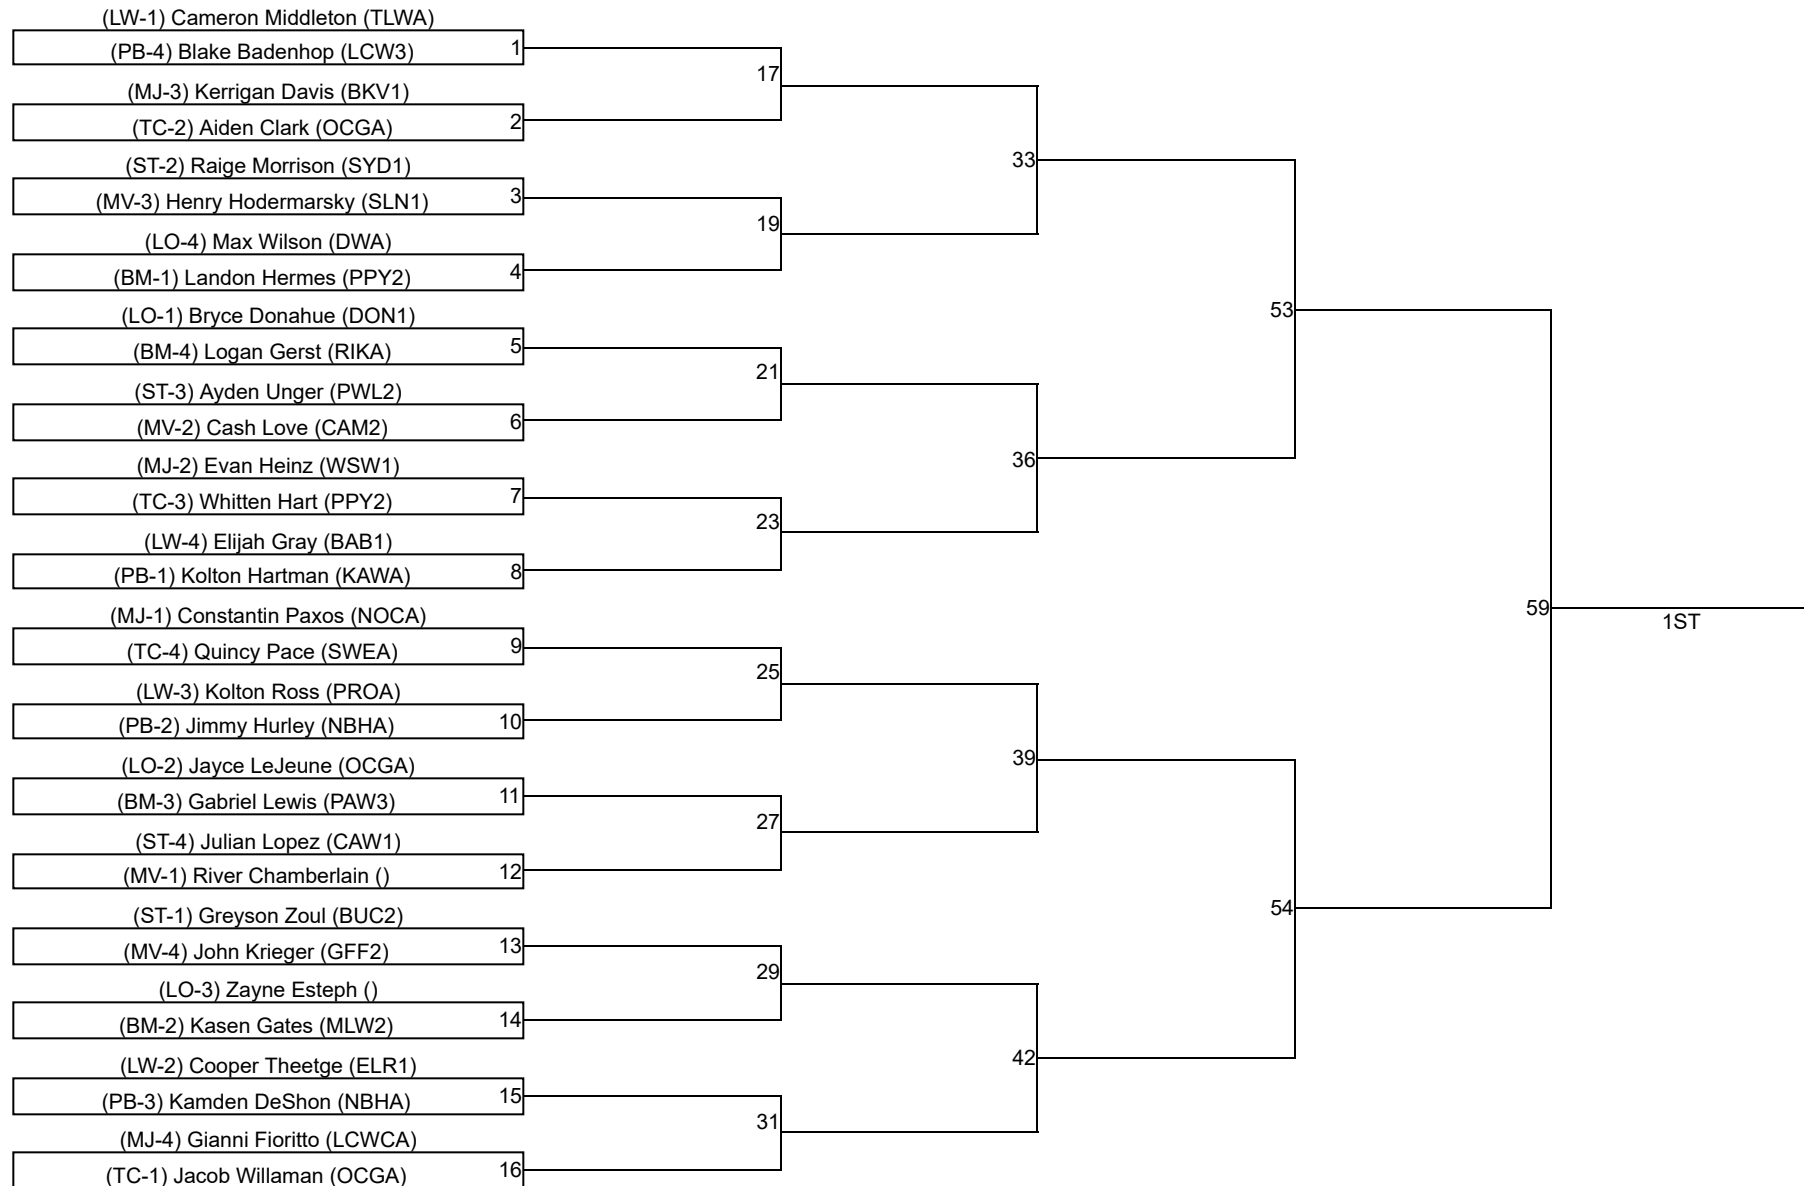 (LW-1) Cameron Middleton (TLWA)
(PB-4) Blake Badenhop (LCW3) 1
17
(MJ-3) Kerrigan Davis (BKV1)
(TC-2) Aiden Clark (OCGA) 2
33
(ST-2) Raige Morrison (SYD1)
(MV-3) Henry Hodermarsky (SLN1) 3
19
(LO-4) Max Wilson (DWA)
(BM-1) Landon Hermes (PPY2) 4
53
(LO-1) Bryce Donahue (DON1)
(BM-4) Logan Gerst (RIKA) 5
21
(ST-3) Ayden Unger (PWL2)
(MV-2) Cash Love (CAM2) 6
36
(MJ-2) Evan Heinz (WSW1)
(TC-3) Whitten Hart (PPY2) 7
23
(LW-4) Elijah Gray (BAB1)
(PB-1) Kolton Hartman (KAWA) 8
59
1ST
(MJ-1) Constantin Paxos (NOCA)
(TC-4) Quincy Pace (SWEA) 9
25
(LW-3) Kolton Ross (PROA)
(PB-2) Jimmy Hurley (NBHA) 10
39
(LO-2) Jayce LeJeune (OCGA)
(BM-3) Gabriel Lewis (PAW3) 11
27
(ST-4) Julian Lopez (CAW1)
(MV-1) River Chamberlain () 12
54
(ST-1) Greyson Zoul (BUC2)
(MV-4) John Krieger (GFF2) 13
29
(LO-3) Zayne Esteph ()
(BM-2) Kasen Gates (MLW2) 14
42
(LW-2) Cooper Theetge (ELR1)
(PB-3) Kamden DeShon (NBHA) 15
31
(MJ-4) Gianni Fioritto (LCWCA)
(TC-1) Jacob Willaman (OCGA) 16